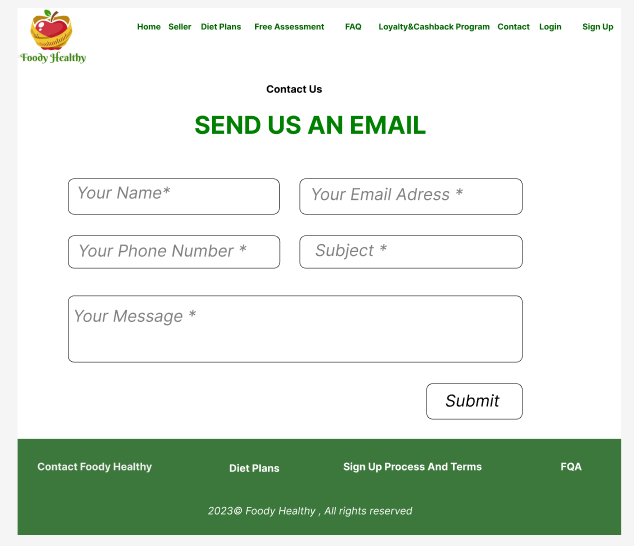 Home Seller Diet Plans Free Assessment FAQ Loyalty&Cashback Program Contact Login Sign Up
Foody Healthy
Contact Us
SEND US AN EMAIL
Your Name* Your Email Adress *
Your Phone Number * Subject *
Your Message *
Submit
Contact Foody Healthy Diet Plans Sign Up Process And Terms FQA
2023© Foody Healthy , All rights reserved